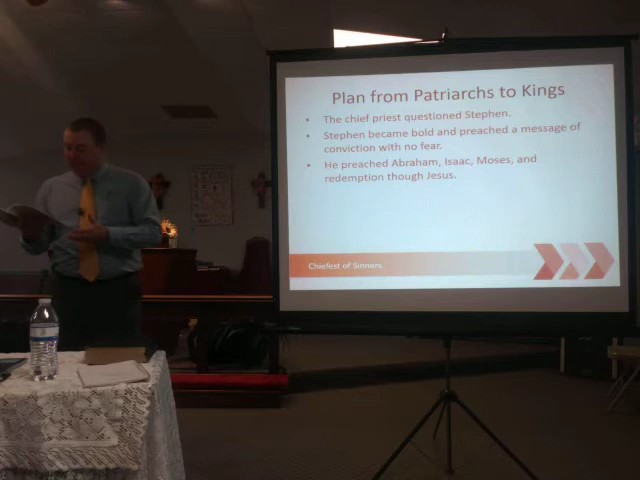 Plan from Patriarchs to Kings
• The chief priest questioned Stephen.
• Stephen became bold and preached a message of
conviction with no fear.
• He preached Abraham, Isaac, Moses, and
redemption though Jesus.
Chiefest of Sinners